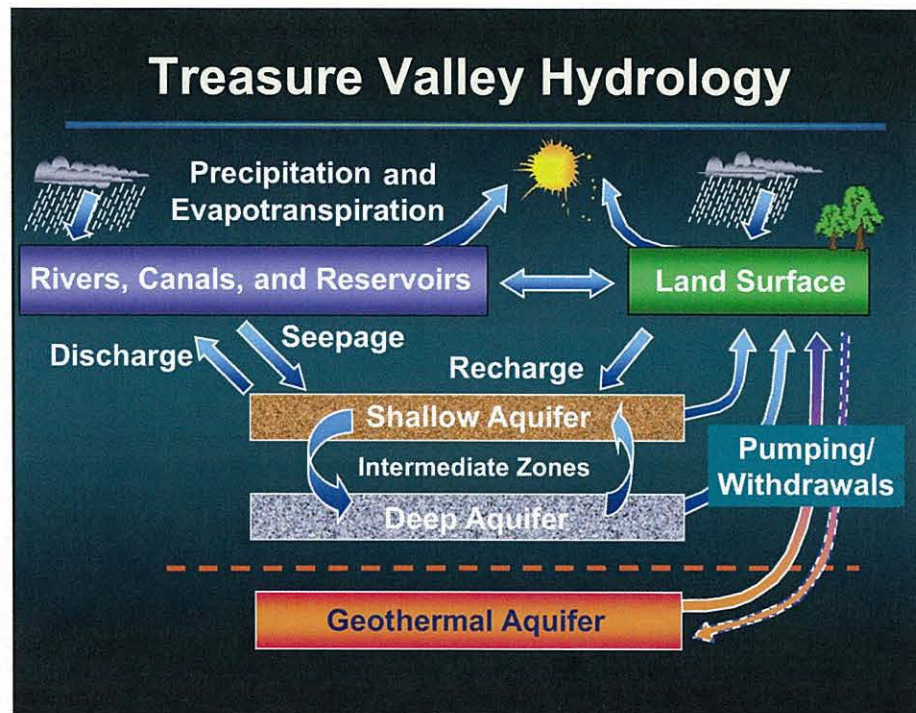 Treasure Valley Hydrology
Precipitation and
Evapotranspiration
Rivers, Canals, and Reservoirs
Land Surface
Discharge
Seepage
Recharge
Shallow Aquifer
Intermediate Zones
Pumping/
Withdrawals
Deep Aquifer
Geothermal Aquifer